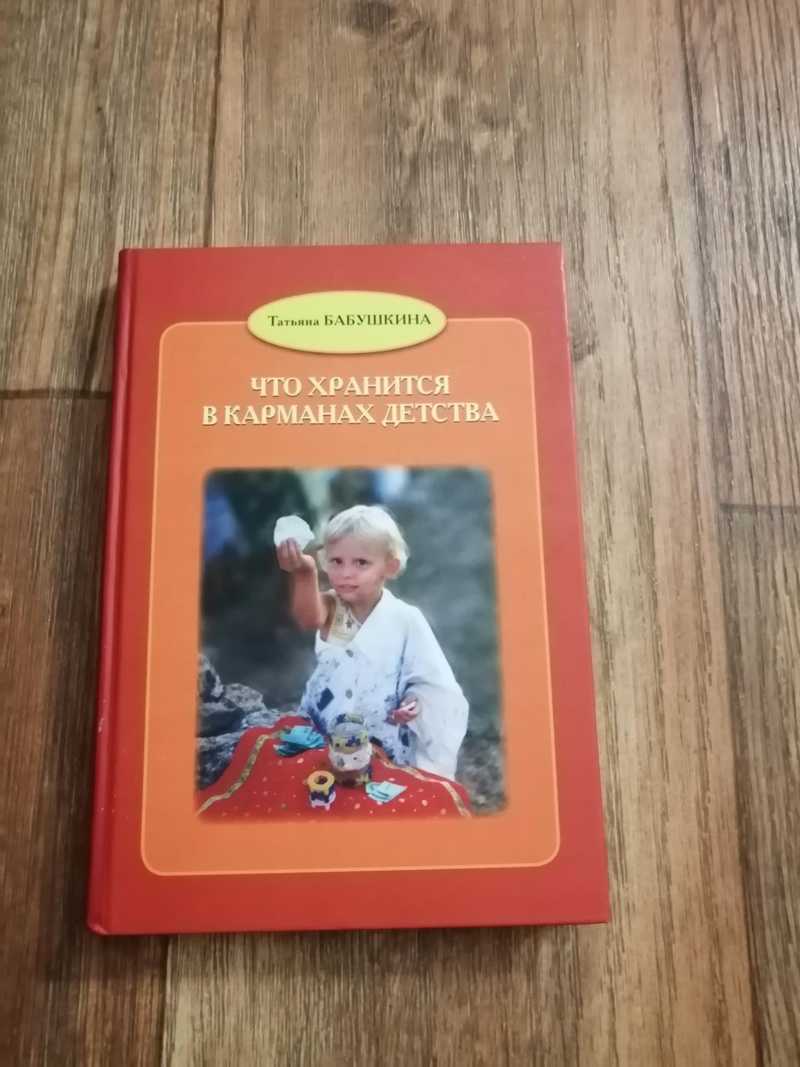 Татьяна БАБУШКИНА
ЧТО ХРАНИТСЯ
В КАРМАНАХ ДЕТСТВА